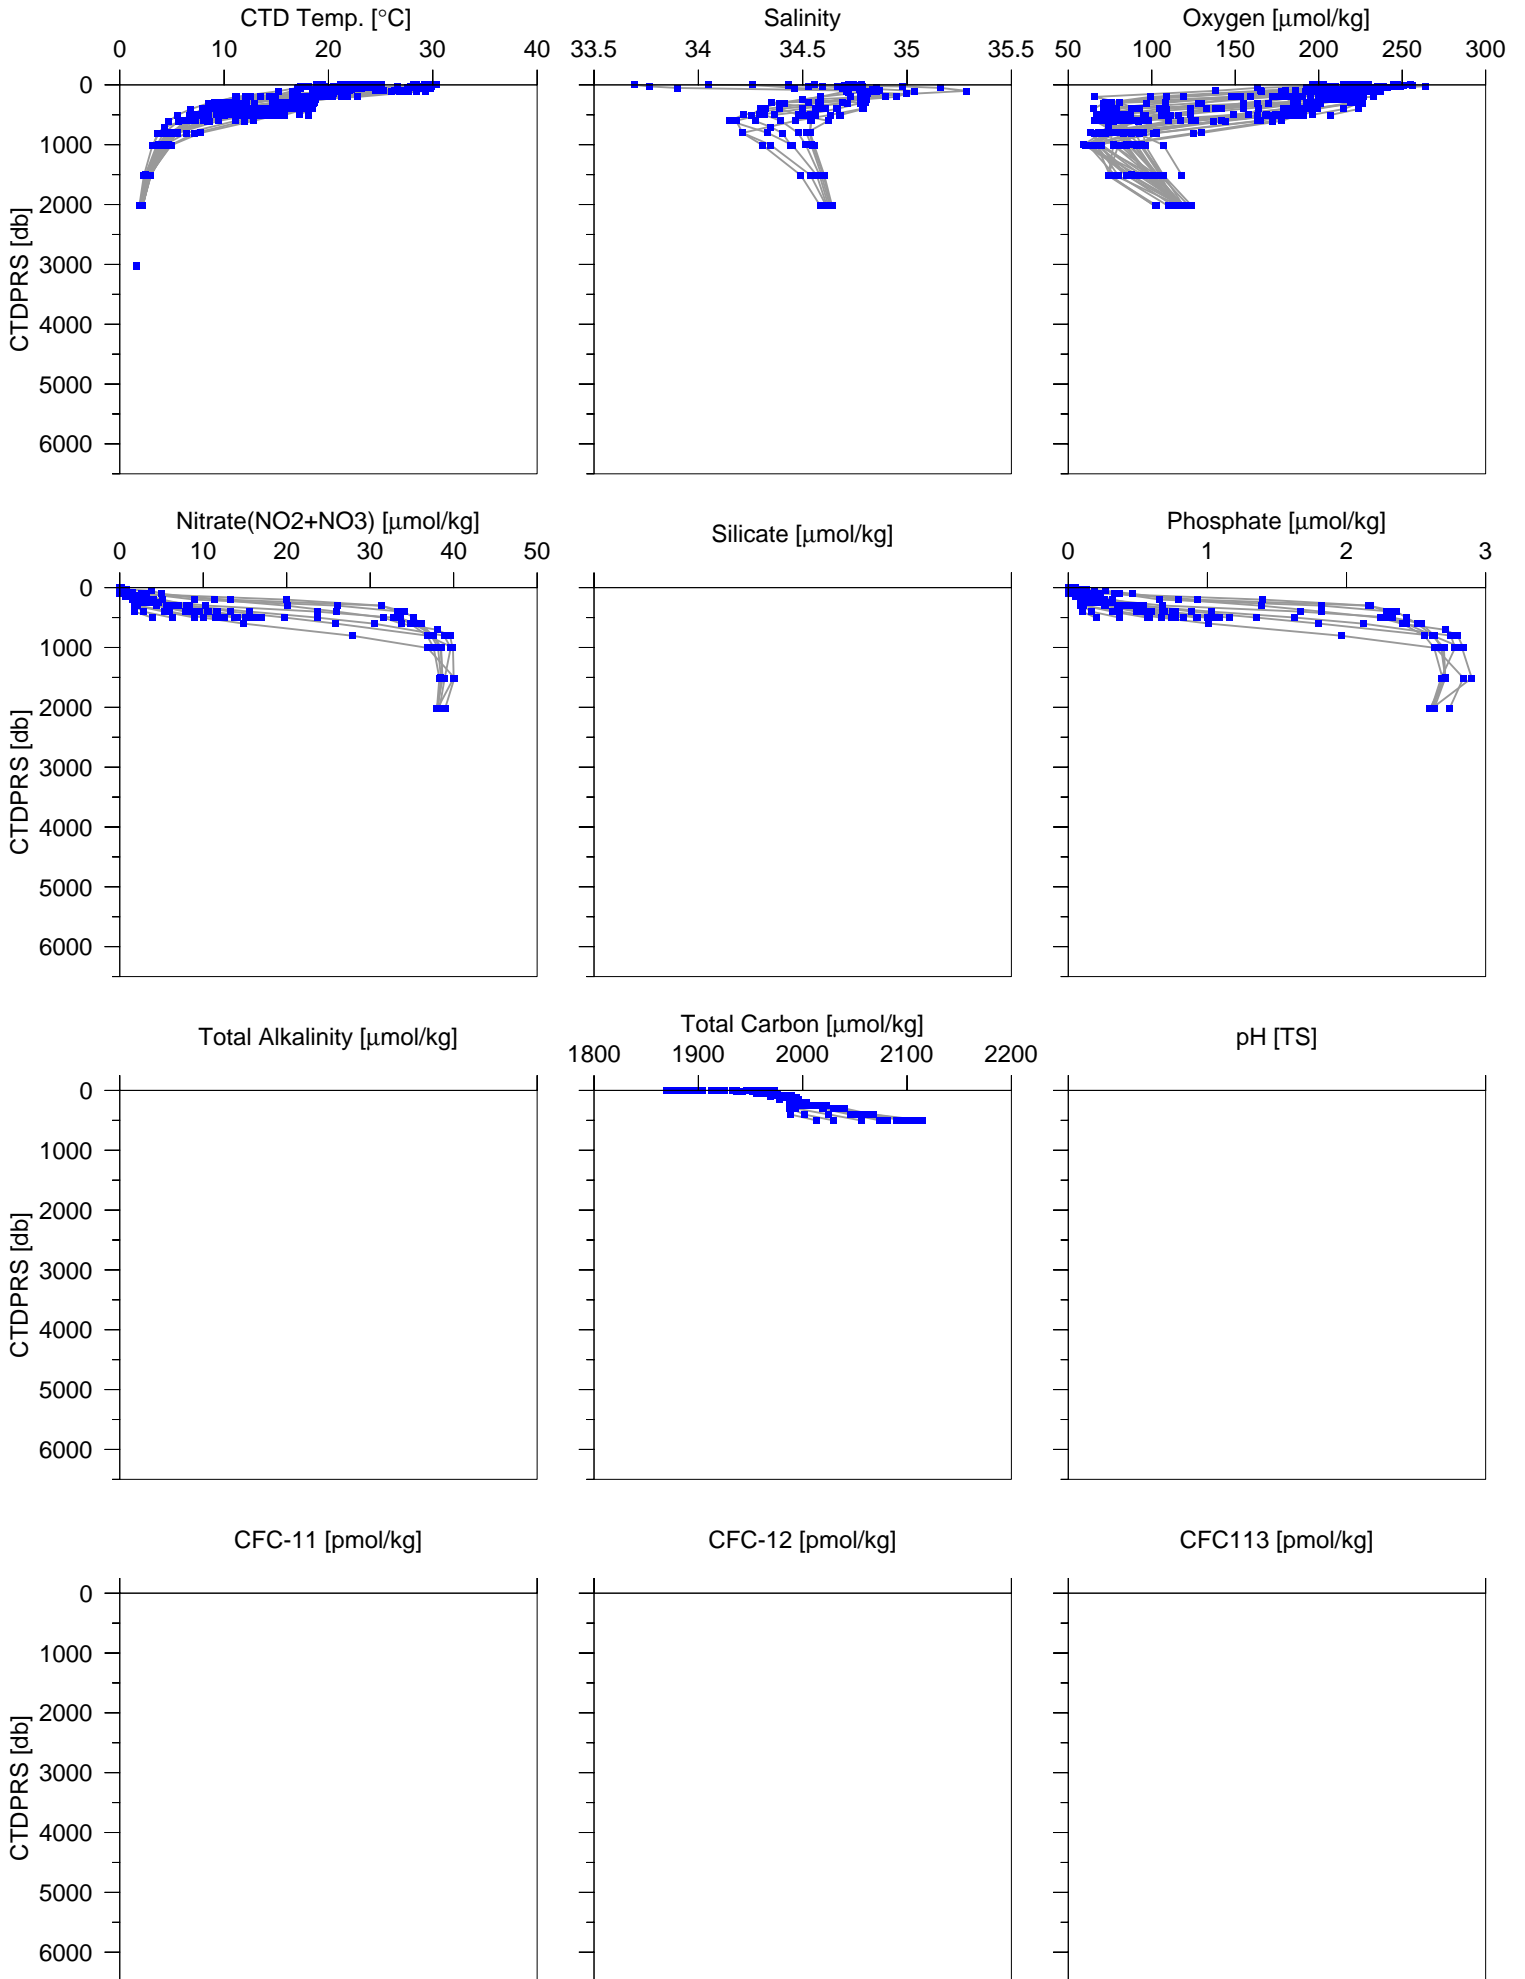 CTD Temp. [°C] Salinity Oxygen [μmol/kg]
0 10 20 30 40 33.5 34 34.5 35 35.5 50 100 150 200 250 300
0
1000
2000
3000
4000
5000
6000
CTDPRS [db]
Nitrate(NO2+NO3) [μmol/kg] Silicate [μmol/kg] Phosphate [μmol/kg]
0 10 20 30 40 50 0 1 2 3
0
1000
2000
3000
4000
5000
6000
CTDPRS [db]
Total Alkalinity [μmol/kg] Total Carbon [μmol/kg] pH [TS]
1800 1900 2000 2100 2200
0
1000
2000
3000
4000
5000
6000
CTDPRS [db]
CFC-11 [pmol/kg] CFC-12 [pmol/kg] CFC113 [pmol/kg]
0
1000
2000
3000
4000
5000
6000
CTDPRS [db]